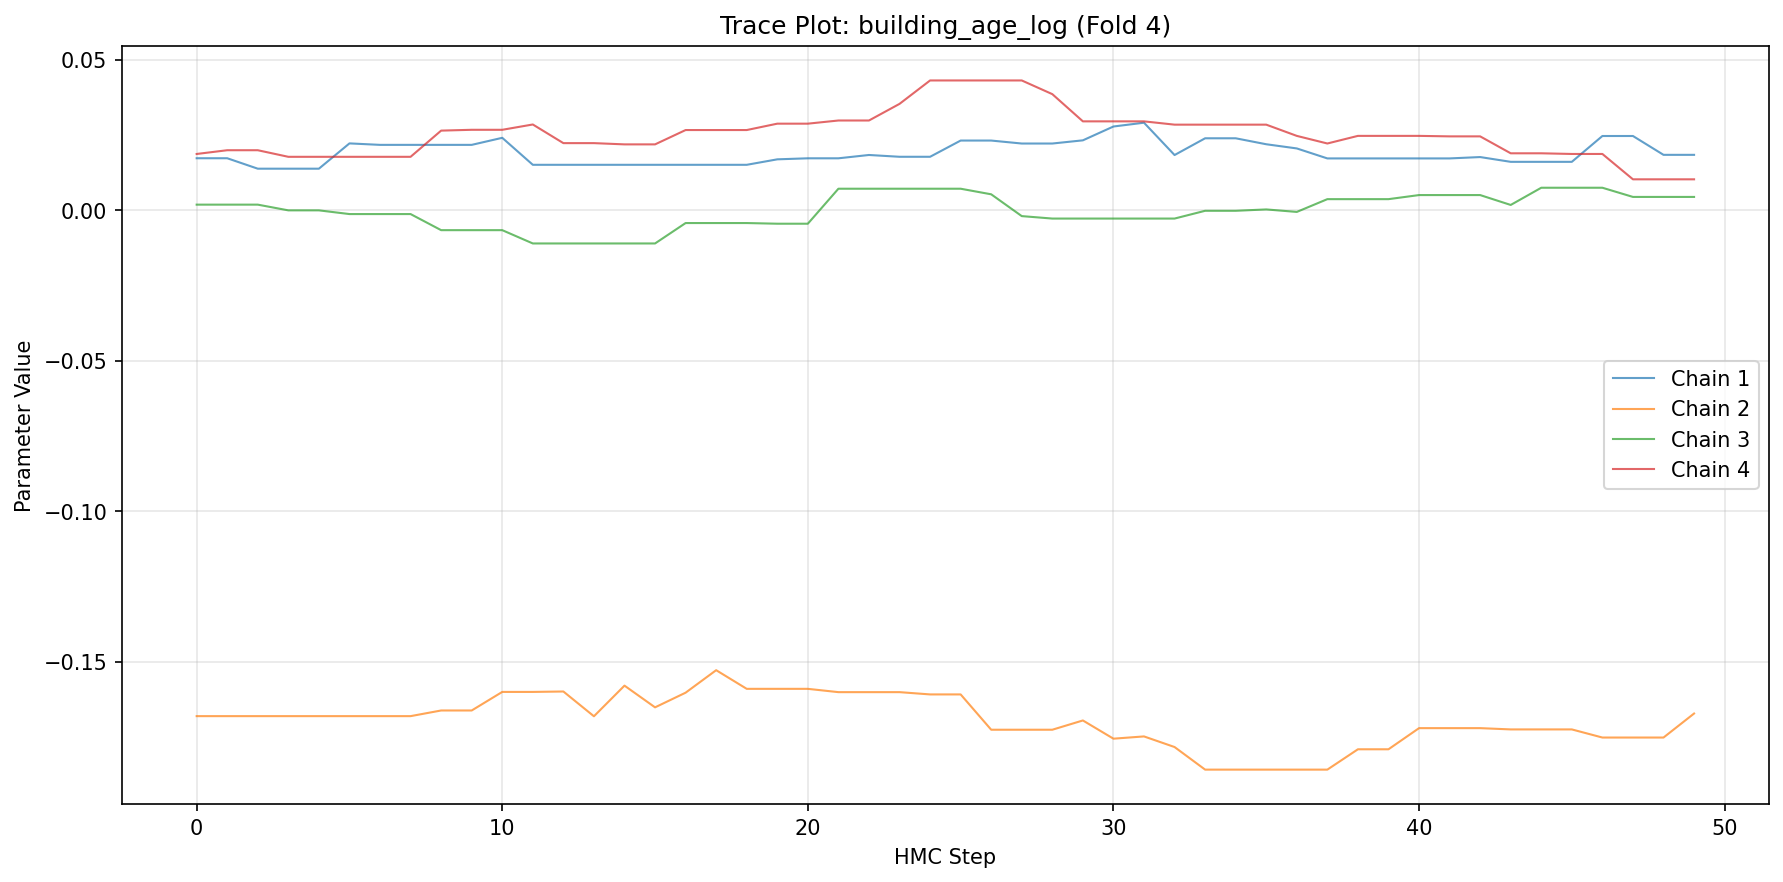 Trace Plot: building_age_log (Fold 4)
Parameter Value
0.05
0.00
−0.05
−0.10
−0.15
Chain 1
Chain 2
Chain 3
Chain 4
0 10 20 30 40 50
HMC Step